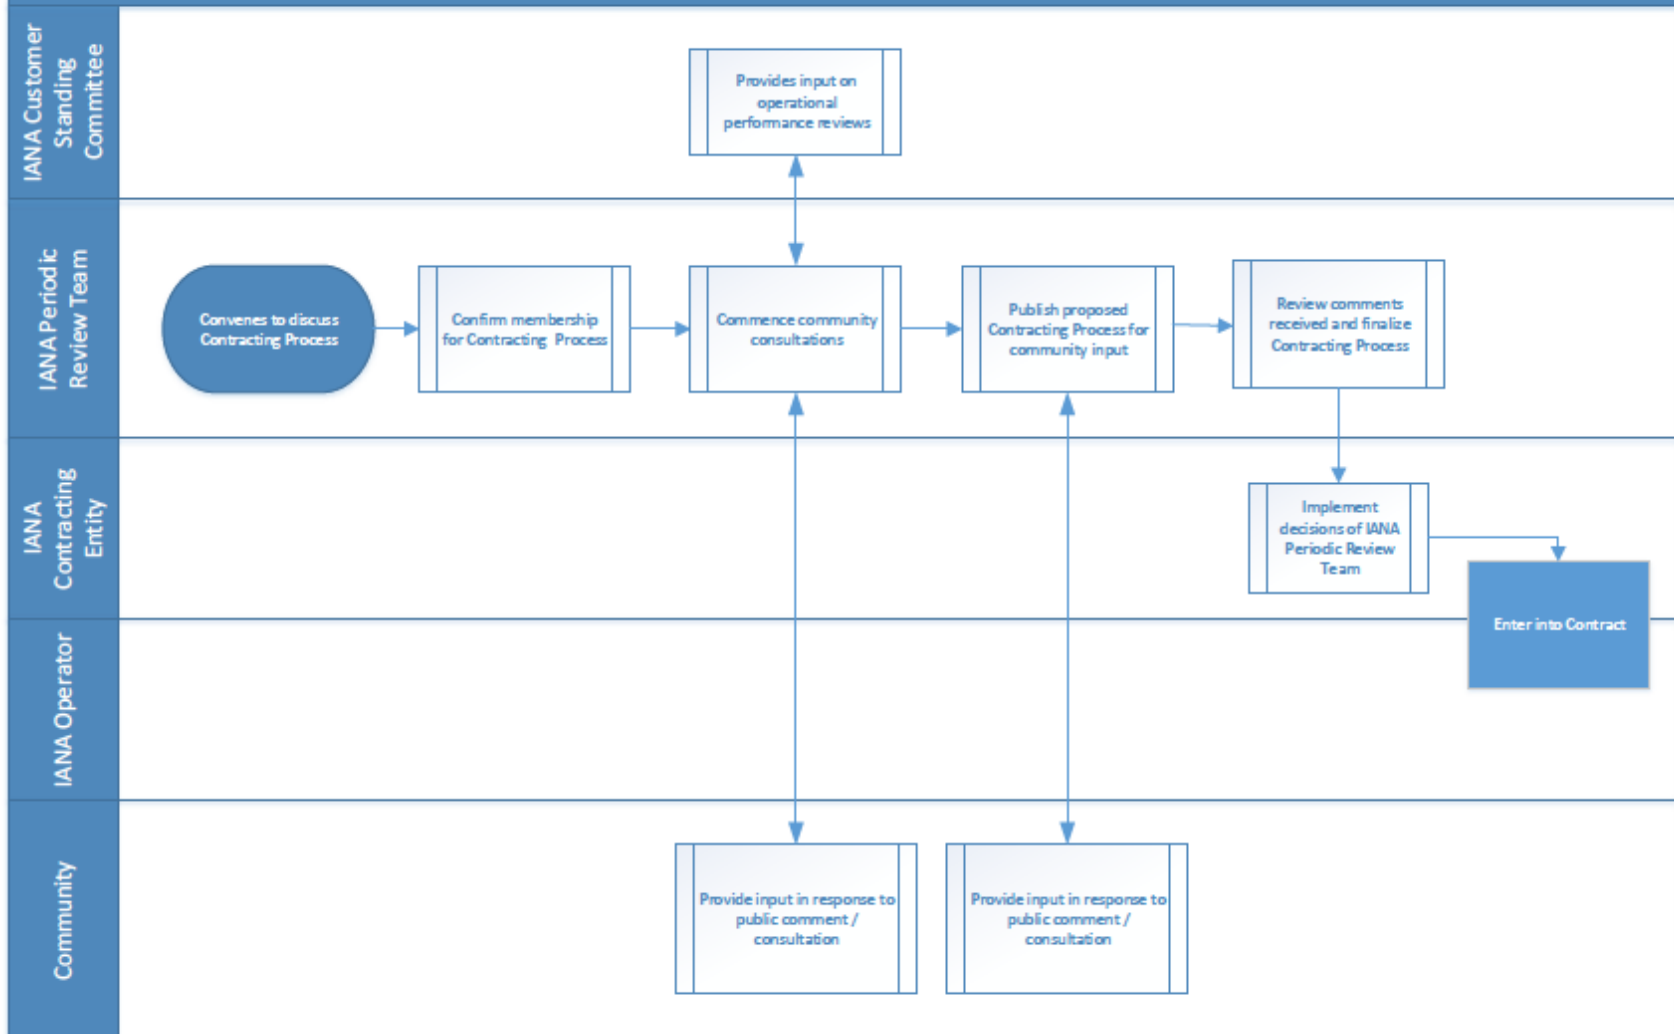 IANA Customer
Standing
Committee
Provides input on
operational
performance reviews
IANA Periodic
Review Team
Convenes to discuss
Contracting Process
Confirm membership
for Contracting Process
Commence community
consultations
Publish proposed
Contracting Process for
community input
Review comments
received and finalize
Contracting Process
IANA
Contracting
Entity
Implement
decisions of IANA
Periodic Review
Team
Enter into Contract
IANA Operator
Community
Provide input in response to
public comment /
consultation
Provide input in response to
public comment /
consultation